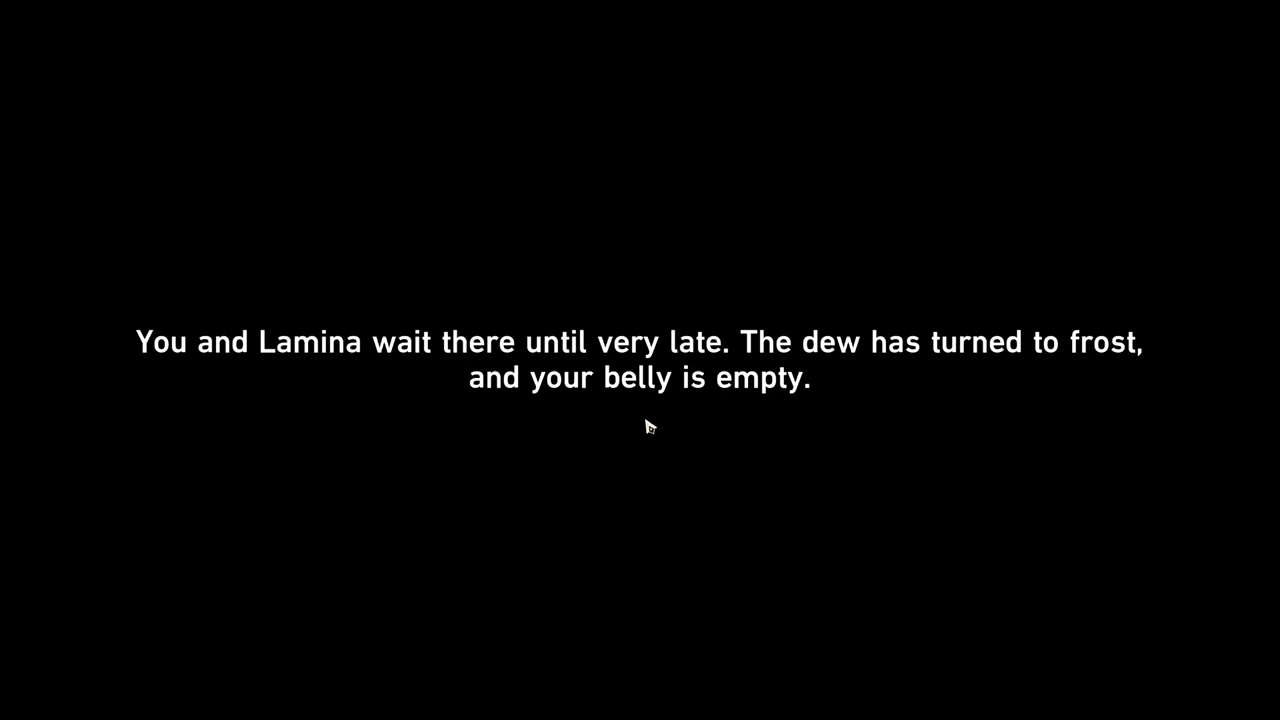 You and Lamina wait there until very late. The dew has turned to frost,
and your belly is empty.